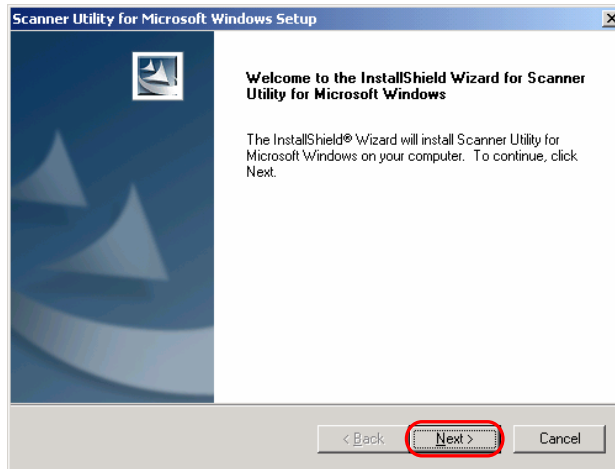 Scanner Utility for Microsoft Windows Setup
Welcome to the InstallShield Wizard for Scanner
Utility for Microsoft Windows
The InstallShield® Wizard will install Scanner Utility for
Microsoft Windows on your computer. To continue, click
Next.
< Back Next > Cancel